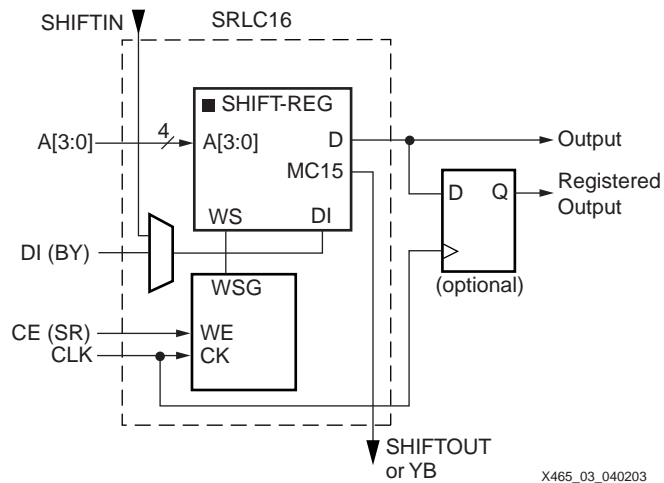 SHIFTIN
SRLC16
SHIFT-REG
A[3:0]
4
A[3:0]
D
Output
MC15
D Q
Registered
Output
WS DI
DI (BY)
(optional)
WSG
CE (SR)
WE
CLK
CK
SHIFTOUT
or YB
X465_03_040203